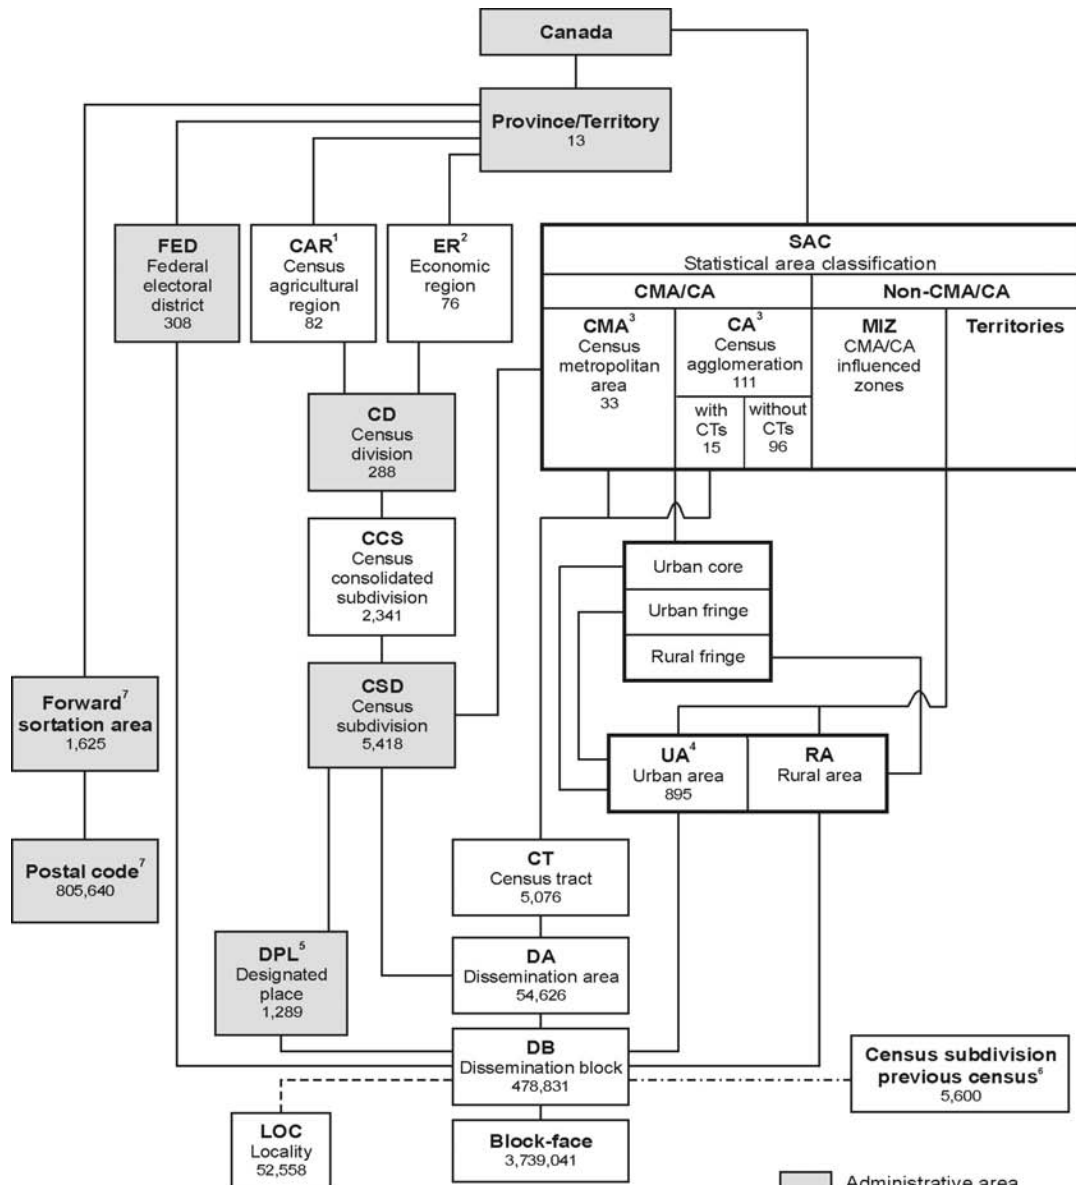 Canada
Province/Territory
13
FED
Federal
electoral
district
308
CAR1
Census
agricultural
region
82
ER2
Economic
region
76
SAC
Statistical area classification
CMA/CA
Non-CMA/CA
CMA3
Census
metropolitan
area
33
CA3
Census
agglomeration
111
with
CTs
15
without
CTs
96
MIZ
CMA/CA
influenced
zones
Territories
CD
Census
division
288
CCS
Census
consolidated
subdivision
2,341
Urban core
Urban fringe
Rural fringe
CSD
Census
subdivision
5,418
Forward7
sortation area
1,625
UA4
Urban area
895
RA
Rural area
Postal code7
805,640
CT
Census tract
5,076
DPL5
Designated
place
1,289
DA
Dissemination area
54,626
DB
Dissemination block
478,831
Census subdivision
previous census6
5,600
LOC
Locality
52,558
Block-face
3,739,041
Administrative area